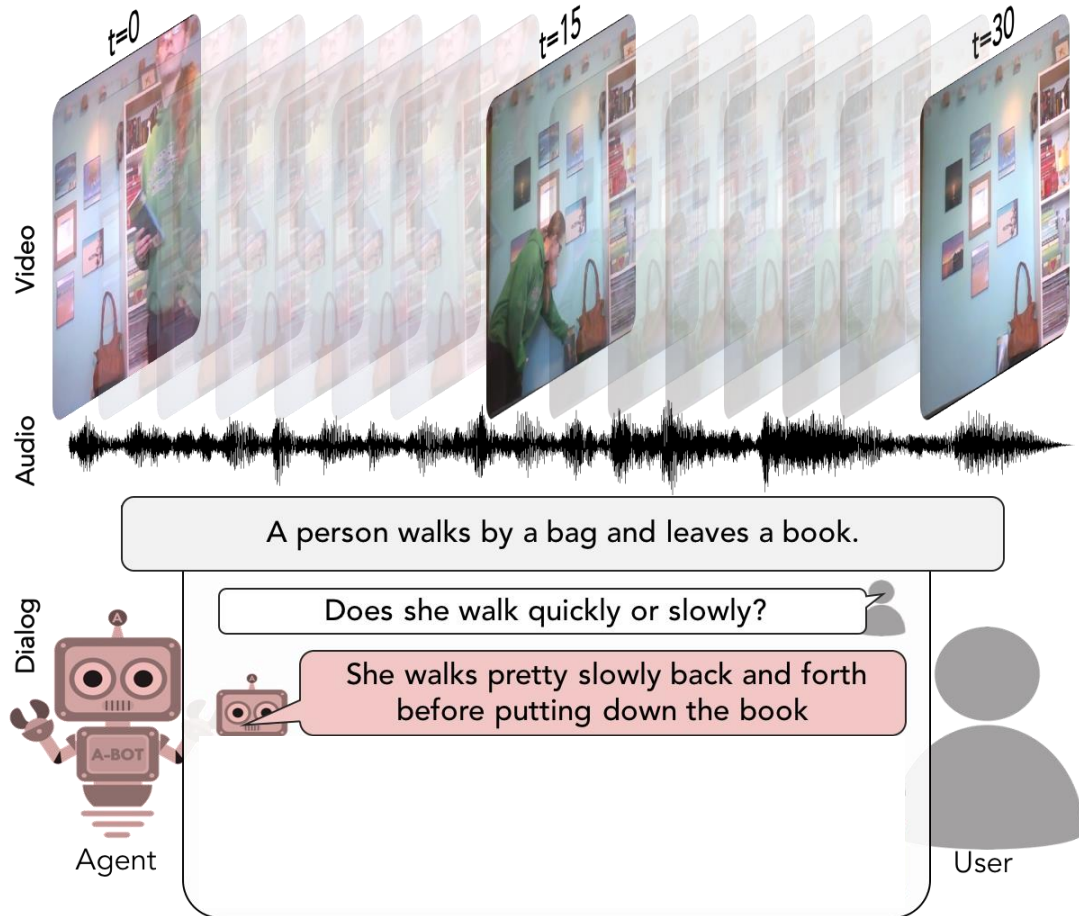 t=0
t=15
t=30
Video
Audio
A person walks by a bag and leaves a book.
Dialog
Does she walk quickly or slowly?
She walks pretty slowly back and forth
before putting down the book
A
A-BOT
Agent
User